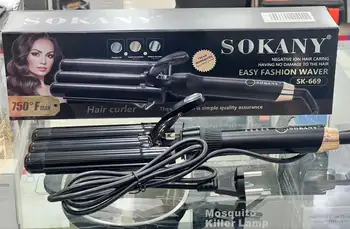 SOKANY
NEGATIVE ION HAIR CARING
HAVING NO DAMAGE TO THE HAIR
EASY FASHION WAVER
SK-669
750°F
Hair curler
is simple quality assurance
SOKANY
Mosquito
Killer Lamp